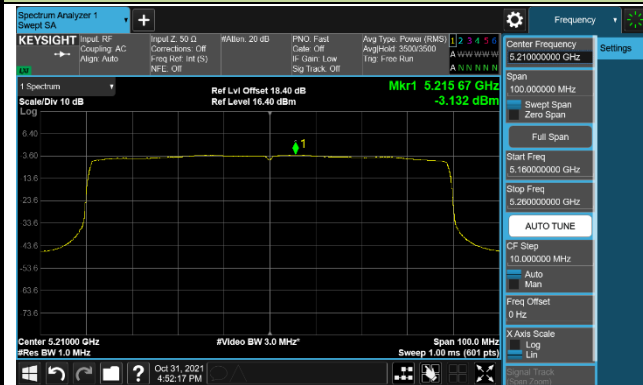 Spectrum Analyzer 1
Swept SA
Frequency
KEYSIGHT
Input: RF
Coupling: AC
Align: Auto
Input Z: 50 Ω
Corrections: Off
Freq Ref: Int (S)
NFE: Off
#Atten: 20 dB
PNO: Fast
Gate: Off
IF Gain: Low
Sig Track: Off
Avg Type: Power (RMS)
Avg|Hold: 3500/3500
Trig: Free Run
1 2 3 4 5 6
A W W W W W
A N N N N N
1 Spectrum
Scale/Div 10 dB
Log
Ref Lvl Offset 18.40 dB
Ref Level 16.40 dBm
Mkr1 5.215 67 GHz
-3.132 dBm
6.40
-3.60
-13.6
-23.6
-33.6
-43.6
-53.6
-63.6
-73.6
1
Center 5.21000 GHz
#Res BW 1.0 MHz
#Video BW 3.0 MHz*
Span 100.0 MHz
Sweep 1.00 ms (601 pts)
Oct 31, 2021
4:52:17 PM
Center Frequency
5.210000000 GHz
Span
100.000000 MHz
Swept Span
Zero Span
Full Span
Start Freq
5.160000000 GHz
Stop Freq
5.260000000 GHz
AUTO TUNE
CF Step
10.000000 MHz
Auto
Man
Freq Offset
0 Hz
X Axis Scale
Log
Lin
Signal Track
(Span Zoom)
Settings